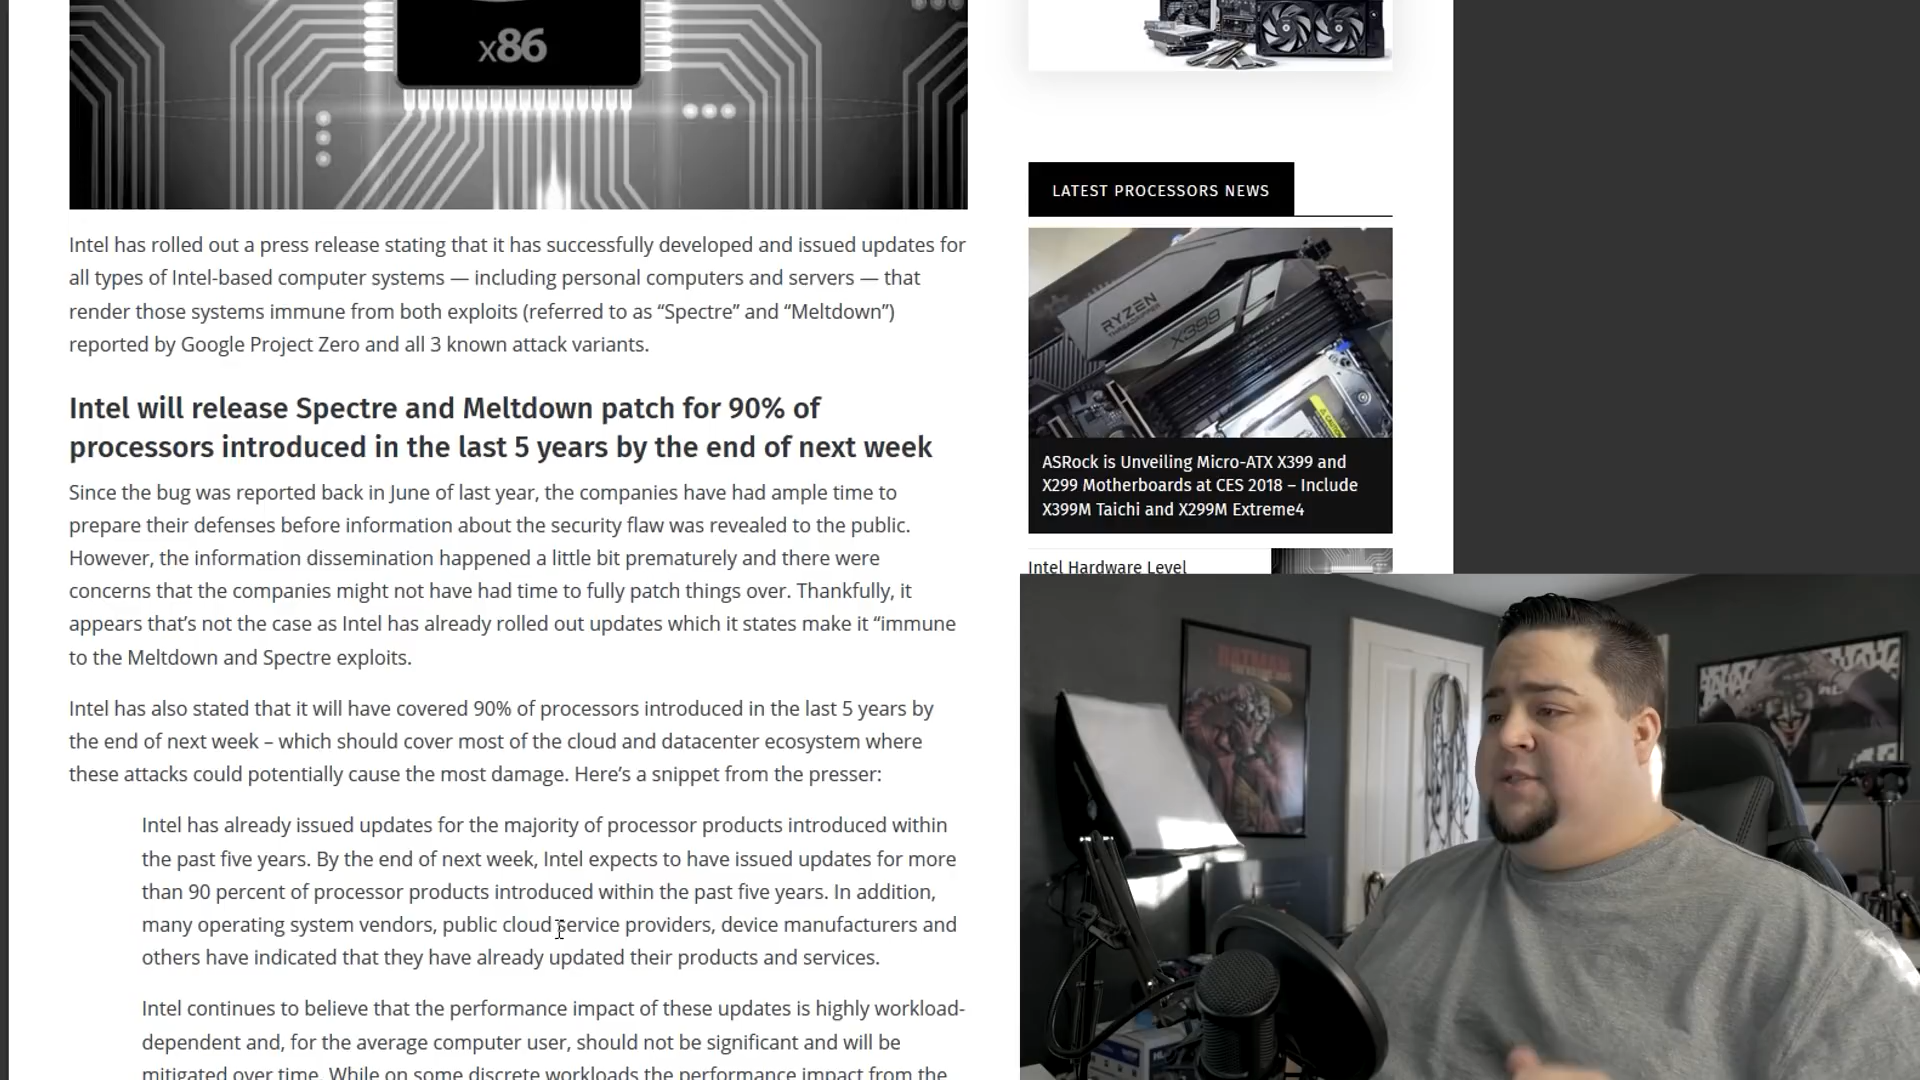 x86
Intel has rolled out a press release stating that it has successfully developed and issued updates for
all types of Intel-based computer systems — including personal computers and servers — that
render those systems immune from both exploits (referred to as “Spectre” and “Meltdown”)
reported by Google Project Zero and all 3 known attack variants.
Intel will release Spectre and Meltdown patch for 90% of
processors introduced in the last 5 years by the end of next week
Since the bug was reported back in June of last year, the companies have had ample time to
prepare their defenses before information about the security flaw was revealed to the public.
However, the information dissemination happened a little bit prematurely and there were
concerns that the companies might not have had time to fully patch things over. Thankfully, it
appears that’s not the case as Intel has already rolled out updates which it states make it “immune
to the Meltdown and Spectre exploits.
Intel has also stated that it will have covered 90% of processors introduced in the last 5 years by
the end of next week – which should cover most of the cloud and datacenter ecosystem where
these attacks could potentially cause the most damage. Here’s a snippet from the presser:
Intel has already issued updates for the majority of processor products introduced within
the past five years. By the end of next week, Intel expects to have issued updates for more
than 90 percent of processor products introduced within the past five years. In addition,
many operating system vendors, public cloud service providers, device manufacturers and
others have indicated that they have already updated their products and services.
Intel continues to believe that the performance impact of these updates is highly workload-
dependent and, for the average computer user, should not be significant and will be
mitigated over time. While on some discrete workloads the performance impact from the
LATEST PROCESSORS NEWS
RYZEN
THREADRIPPER
X399
ASRock is Unveiling Micro-ATX X399 and
X299 Motherboards at CES 2018 – Include
X399M Taichi and X299M Extreme4
Intel Hardware Level
BATMAN